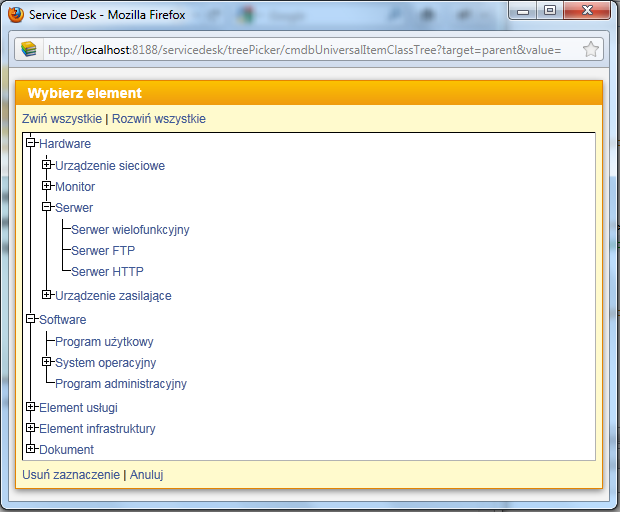 Service Desk - Mozilla Firefox
http://localhost:8188/servicedesk/treePicker/cmdbUniversalItemClassTree?target=parent&value=
Wybierz element
Zwiń wszystkie | Rozwiń wszystkie
Hardware
Urządzenie sieciowe
Monitor
Serwer
Serwer wielofunkcyjny
Serwer FTP
Serwer HTTP
Urządzenie zasilające
Software
Program użytkowy
System operacyjny
Program administracyjny
Element usługi
Element infrastruktury
Dokument
Usuń zaznaczenie | Anuluj